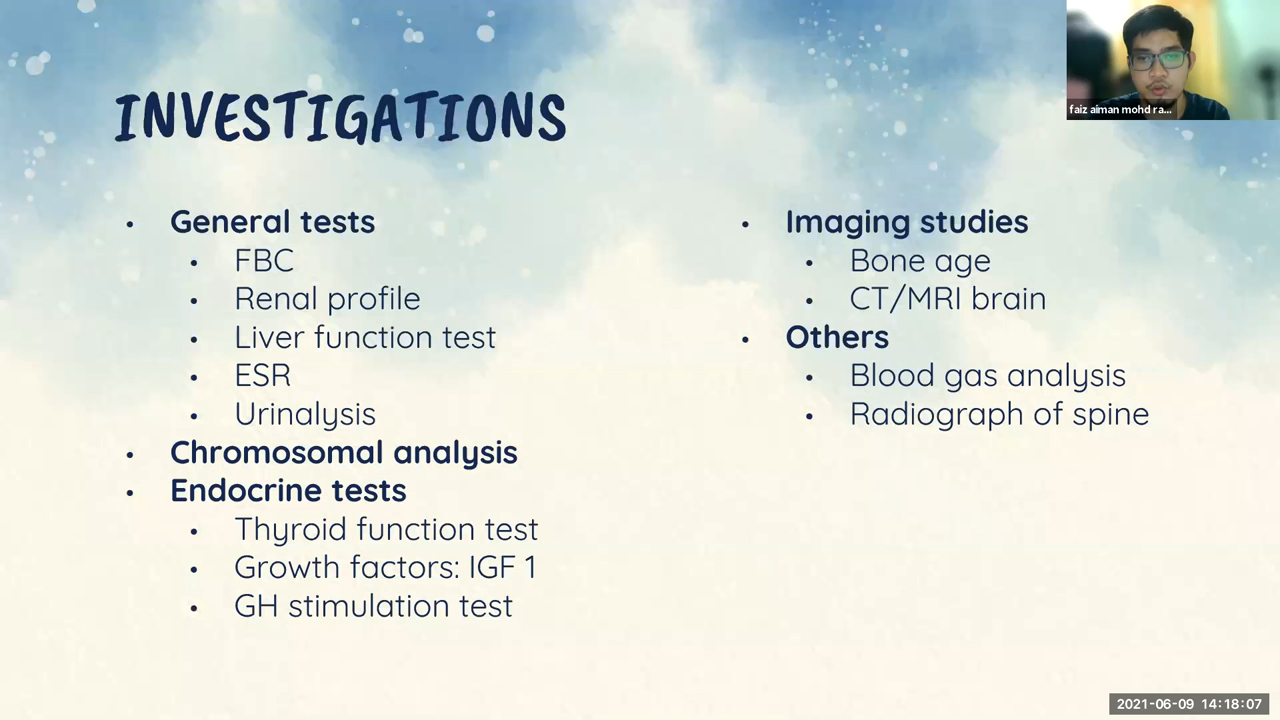 INVESTIGATIONS
General tests
FBC
Renal profile
Liver function test
ESR
Urinalysis
Chromosomal analysis
Endocrine tests
Thyroid function test
Growth factors: IGF 1
GH stimulation test
Imaging studies
Bone age
CT/MRI brain
Others
Blood gas analysis
Radiograph of spine
faiz aiman mohd ra...
2021-06-09 14:18:07